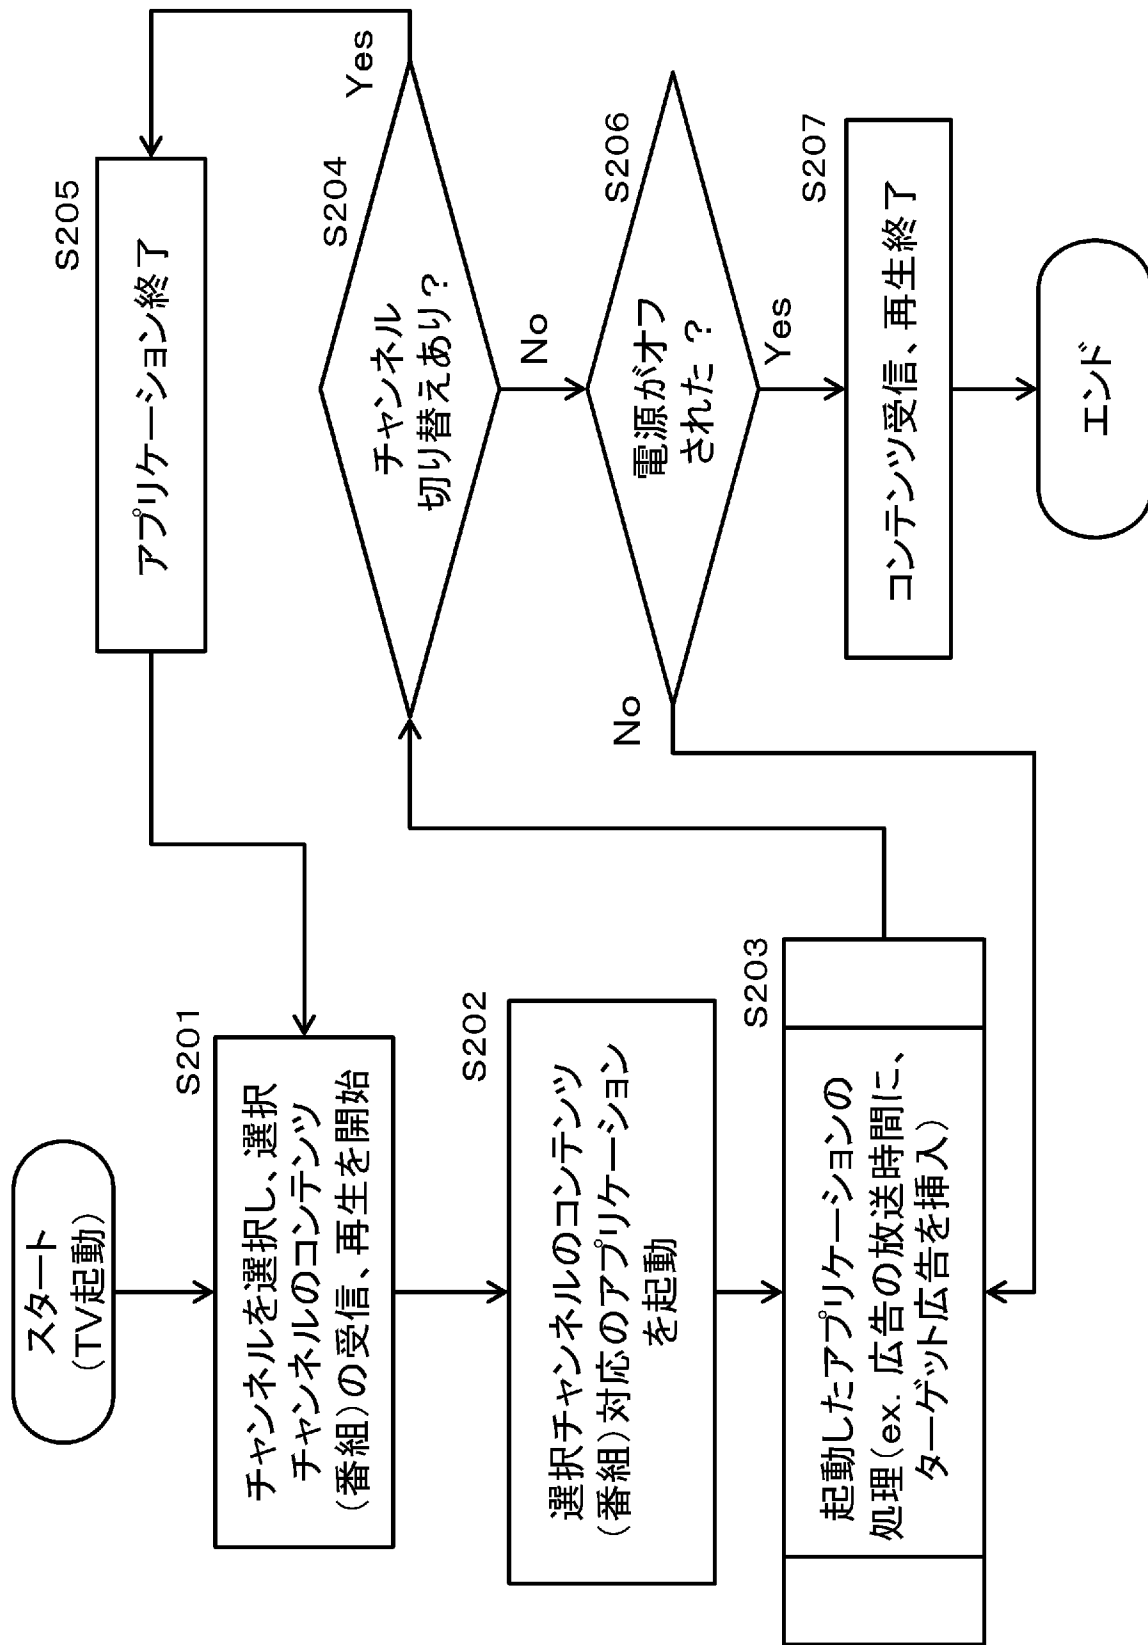 スタート
(TV起動)
S201
チャンネルを選択し、選択
チャンネルのコンテンツ
(番組)の受信、再生を開始
S202
選択チャンネルのコンテンツ
(番組)対応のアプリケーション
を起動
S203
起動したアプリケーションの
処理(ex. 広告の放送時間に、
ターゲット広告を挿入)
S205
アプリケーション終了
Yes
S204
チャンネル
切り替えあり?
No
S206
電源がオフ
された?
No
Yes
S207
コンテンツ受信、再生終了
エンド